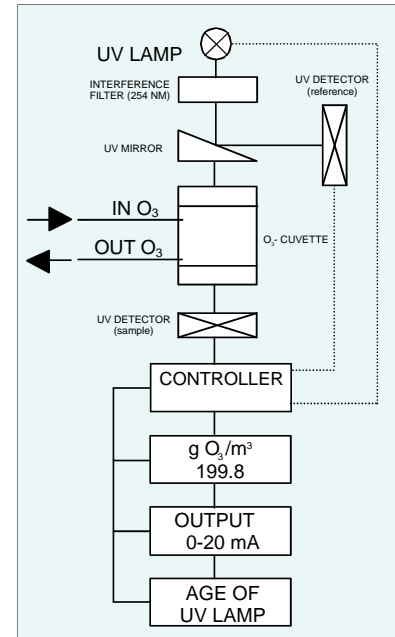 UV LAMP
INTERFERENCE
FILTER (254 NM)
UV DETECTOR
(reference)
UV MIRROR
IN O₃
OUT O₃
O₃- CUVETTE
UV DETECTOR
(sample)
CONTROLLER
g O₃/m³
199.8
OUTPUT
0-20 mA
AGE OF
UV LAMP